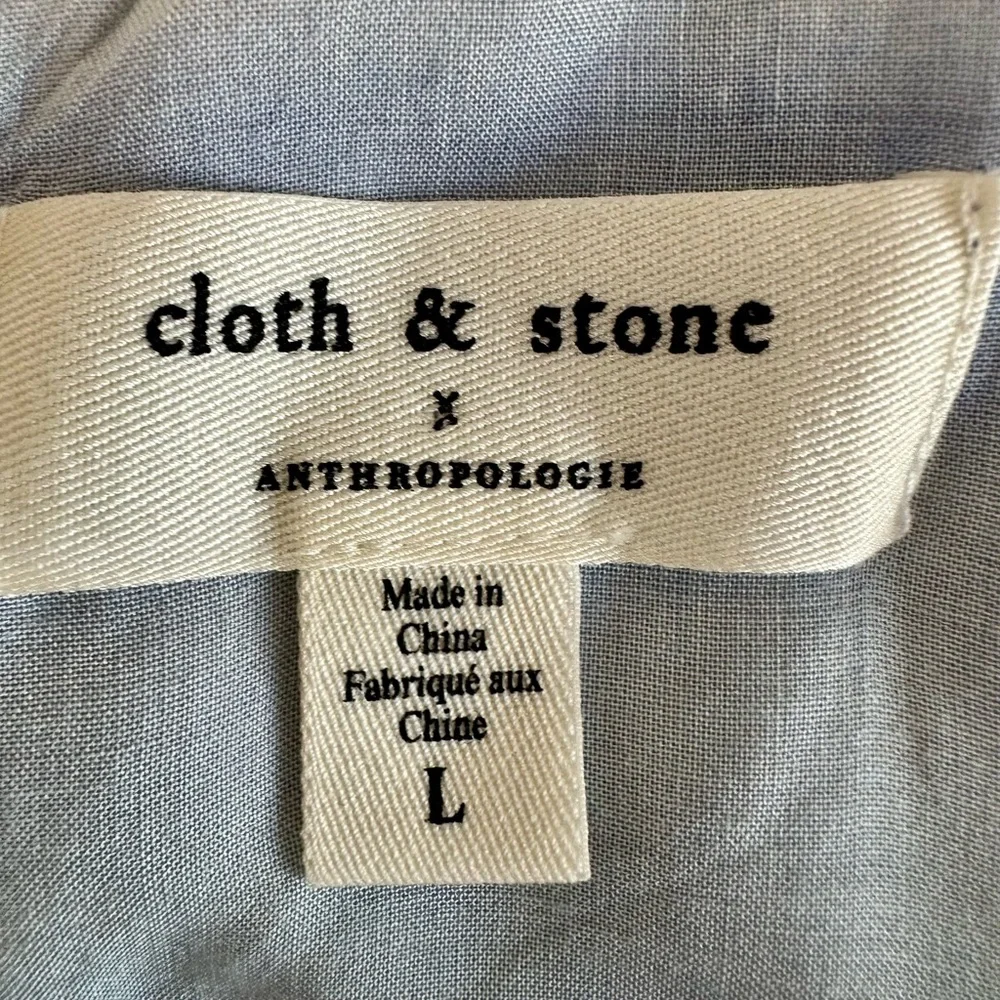 cloth & stone
x
ANTHROPOLOGIE
Made in
China
Fabriqué aux
Chine
L